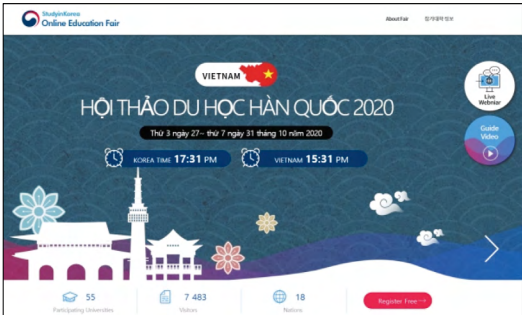 StudyinKorea
Online Education Fair
About Fair
참가대학 정보
VIETNAM
HỘI THẢO DU HỌC HÀN QUỐC 2020
Thứ 3 ngày 27~ thứ 7 ngày 31 tháng 10 năm 2020
KOREA TIME 17:31 PM
VIETNAM 15:31 PM
Live
Webniar
Guide
Video
55
Participating Universities
7 483
Visitors
18
Nations
Register Free→